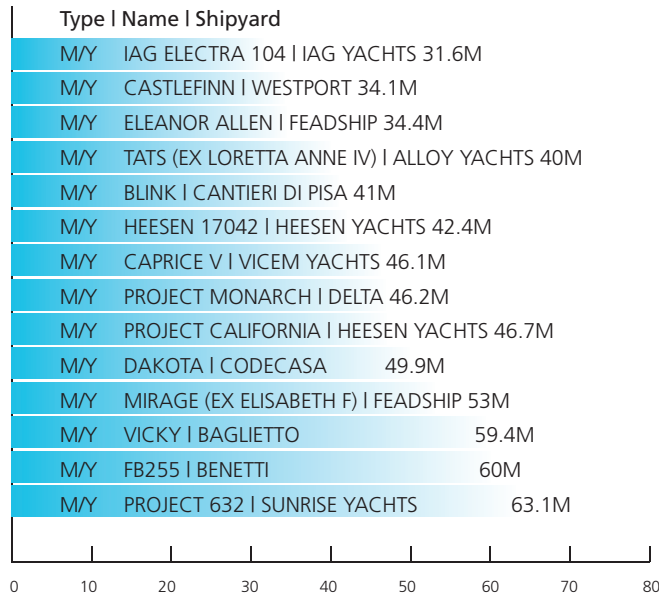 Type l Name l Shipyard
M/Y IAG ELECTRA 104 l IAG YACHTS 31.6M
M/Y CASTLEFINN l WESTPORT 34.1M
M/Y ELEANOR ALLEN l FEADSHIP 34.4M
M/Y TATS (EX LORETTA ANNE IV) l ALLOY YACHTS 40M
M/Y BLINK l CANTIERI DI PISA 41M
M/Y HEESEN 17042 l HEESEN YACHTS 42.4M
M/Y CAPRICE V l VICEM YACHTS 46.1M
M/Y PROJECT MONARCH l DELTA 46.2M
M/Y PROJECT CALIFORNIA l HEESEN YACHTS 46.7M
M/Y DAKOTA l CODECASA 49.9M
M/Y MIRAGE (EX ELISABETH F) l FEADSHIP 53M
M/Y VICKY l BAGLIETTO 59.4M
M/Y FB255 l BENETTI 60M
M/Y PROJECT 632 l SUNRISE YACHTS 63.1M
0 10 20 30 40 50 60 70 80